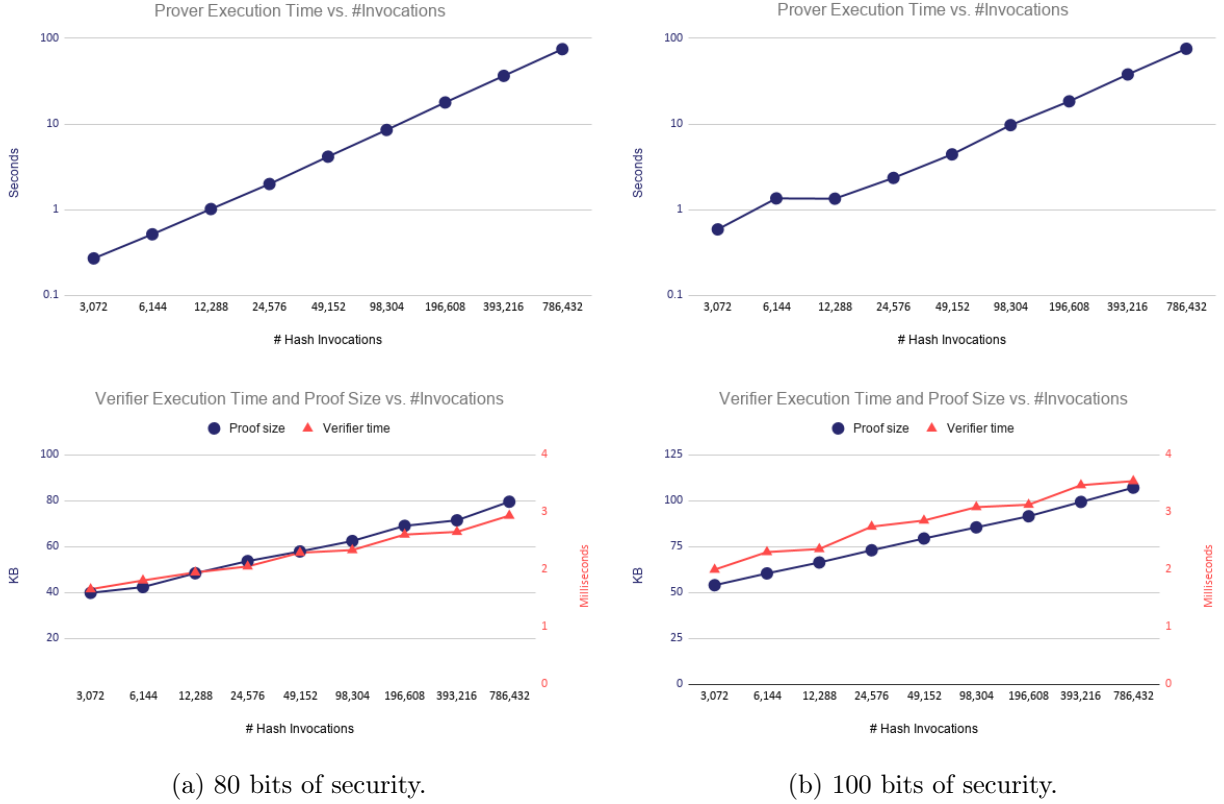 Prover Execution Time vs. #Invocations
100
10
1
0.1
Seconds
3,072 6,144 12,288 24,576 49,152 98,304 196,608 393,216 786,432
# Hash Invocations
Prover Execution Time vs. #Invocations
100
10
1
0.1
Seconds
3,072 6,144 12,288 24,576 49,152 98,304 196,608 393,216 786,432
# Hash Invocations
Verifier Execution Time and Proof Size vs. #Invocations
Proof size Verifier time
100
80
60
40
20
KB
4
3
2
1
0
Milliseconds
3,072 6,144 12,288 24,576 49,152 98,304 196,608 393,216 786,432
# Hash Invocations
Verifier Execution Time and Proof Size vs. #Invocations
Proof size Verifier time
125
100
75
50
25
0
KB
4
3
2
1
0
Milliseconds
3,072 6,144 12,288 24,576 49,152 98,304 196,608 393,216 786,432
# Hash Invocations
(a) 80 bits of security.
(b) 100 bits of security.